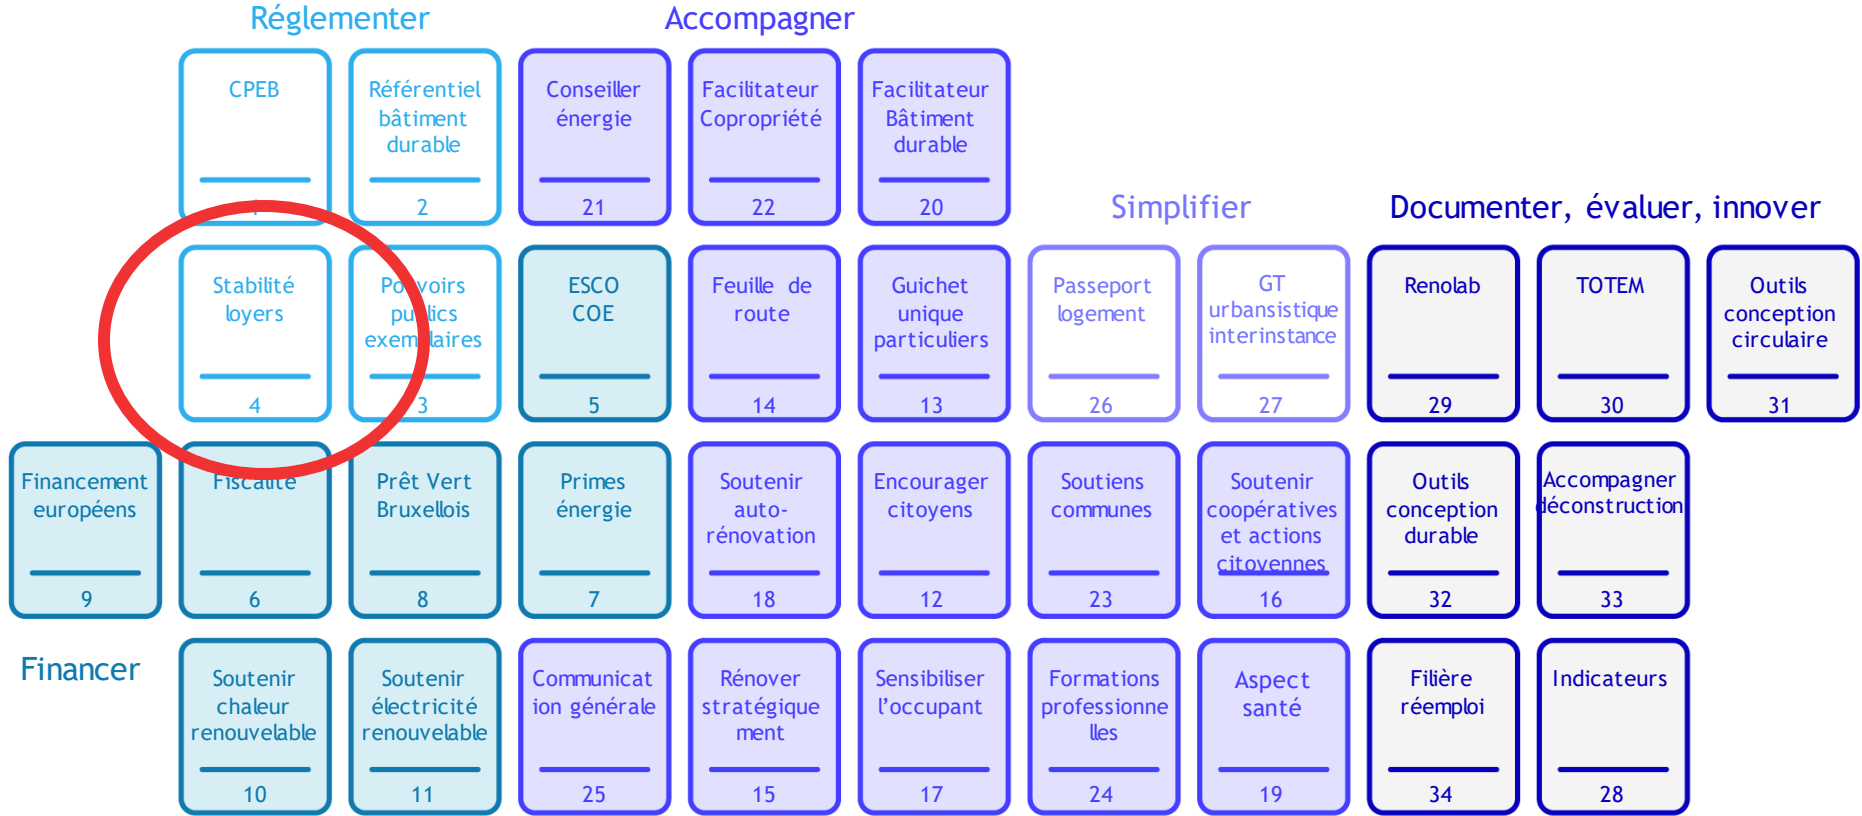 Réglementer
Accompagner
CPEB
1
Référentiel
bâtiment
durable
2
Conseiller
énergie
21
Facilitateur
Copropriété
22
Facilitateur
Bâtiment
durable
20
Simplifier
Documenter, évaluer, innover
Stabilité
loyers
4
Pouvoirs
publics
exemplaires
3
ESCO
COE
5
Feuille de
route
14
Guichet
unique
particuliers
13
Passeport
logement
26
GT
urbansistique
interinstance
27
Renolab
29
TOTEM
30
Outils
conception
circulaire
31
Financement
européens
9
Fiscalité
6
Prêt Vert
Bruxellois
8
Primes
énergie
7
Soutenir
auto-
rénovation
18
Encourager
citoyens
12
Soutiens
communes
23
Soutenir
coopératives
et actions
citoyennes
16
Outils
conception
durable
32
Accompagner
déconstruction
33
Financer
Soutenir
chaleur
renouvelable
10
Soutenir
électricité
renouvelable
11
Communicat
ion générale
25
Rénover
stratégique
ment
15
Sensibiliser
l’occupant
17
Formations
professionne
lles
24
Aspect
santé
19
Filière
réemploi
34
Indicateurs
28